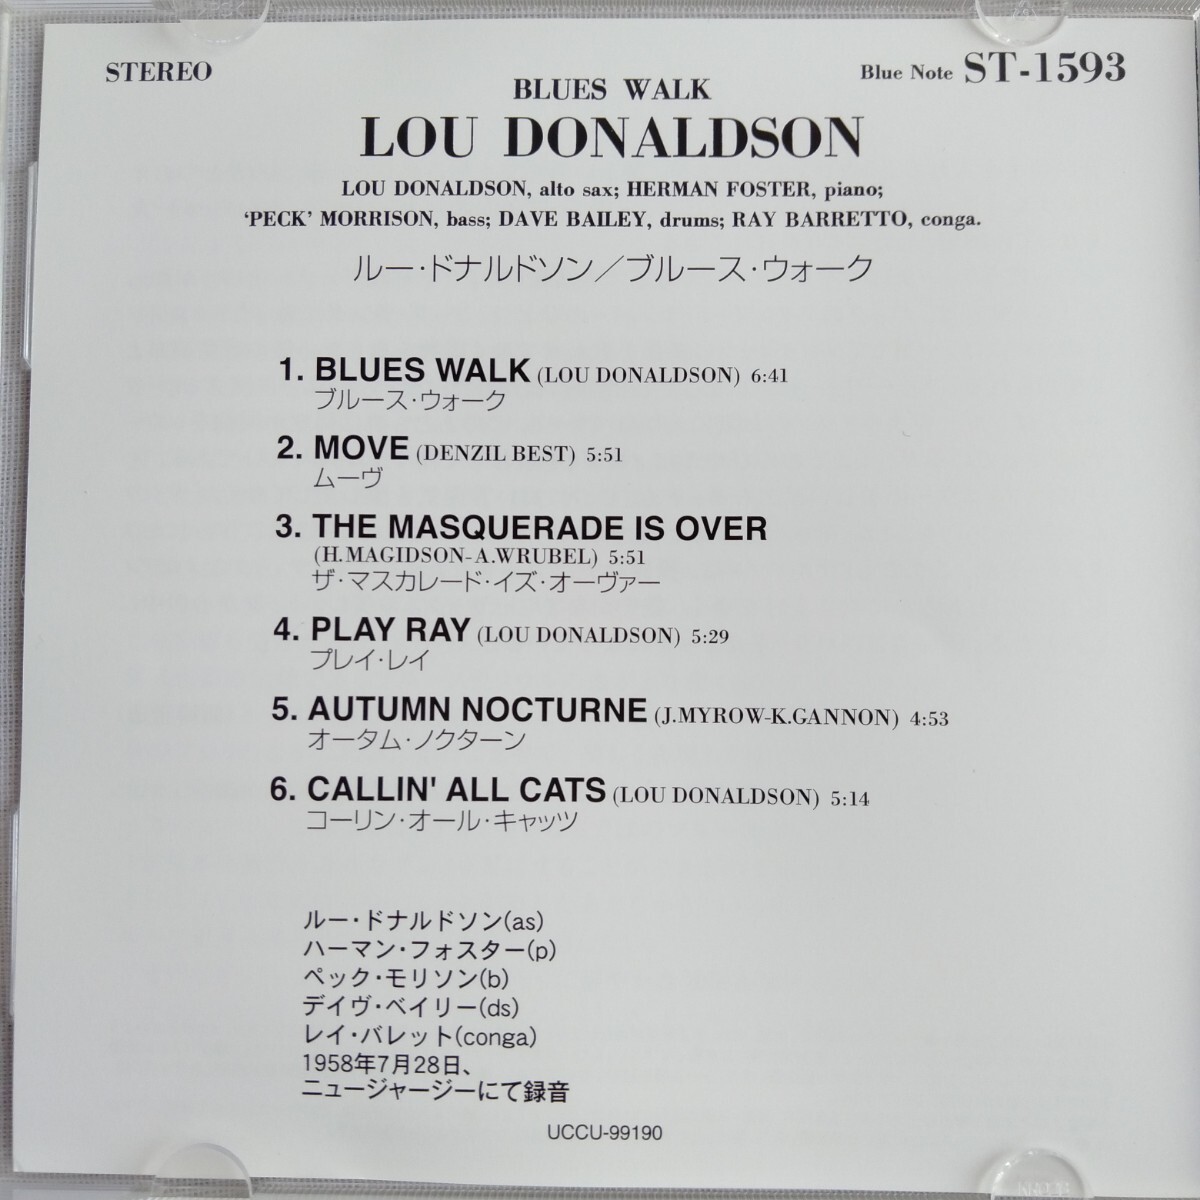 STEREO
Blue Note ST-1593
BLUES WALK
LOU DONALDSON
LOU DONALDSON, alto sax; HERMAN FOSTER, piano;
‘PECK’ MORRISON, bass; DAVE BAILEY, drums; RAY BARRETTO, conga.
ルー・ドナルドソン／ブルース・ウォーク
1. BLUES WALK (LOU DONALDSON) 6:41
ブルース・ウォーク
2. MOVE (DENZIL BEST) 5:51
ムーヴ
3. THE MASQUERADE IS OVER
(H.MAGIDSON-A.WRUBEL) 5:51
ザ・マスカレード・イズ・オーヴァー
4. PLAY RAY (LOU DONALDSON) 5:29
プレイ・レイ
5. AUTUMN NOCTURNE (J.MYROW-K.GANNON) 4:53
オータム・ノクターン
6. CALLIN' ALL CATS (LOU DONALDSON) 5:14
コーリン・オール・キャッツ
ルー・ドナルドソン(as)
ハーマン・フォスター(p)
ペック・モリソン(b)
デイヴ・ベイリー(ds)
レイ・バレット(conga)
1958年7月28日、
ニュージャージーにて録音
UCCU-99190